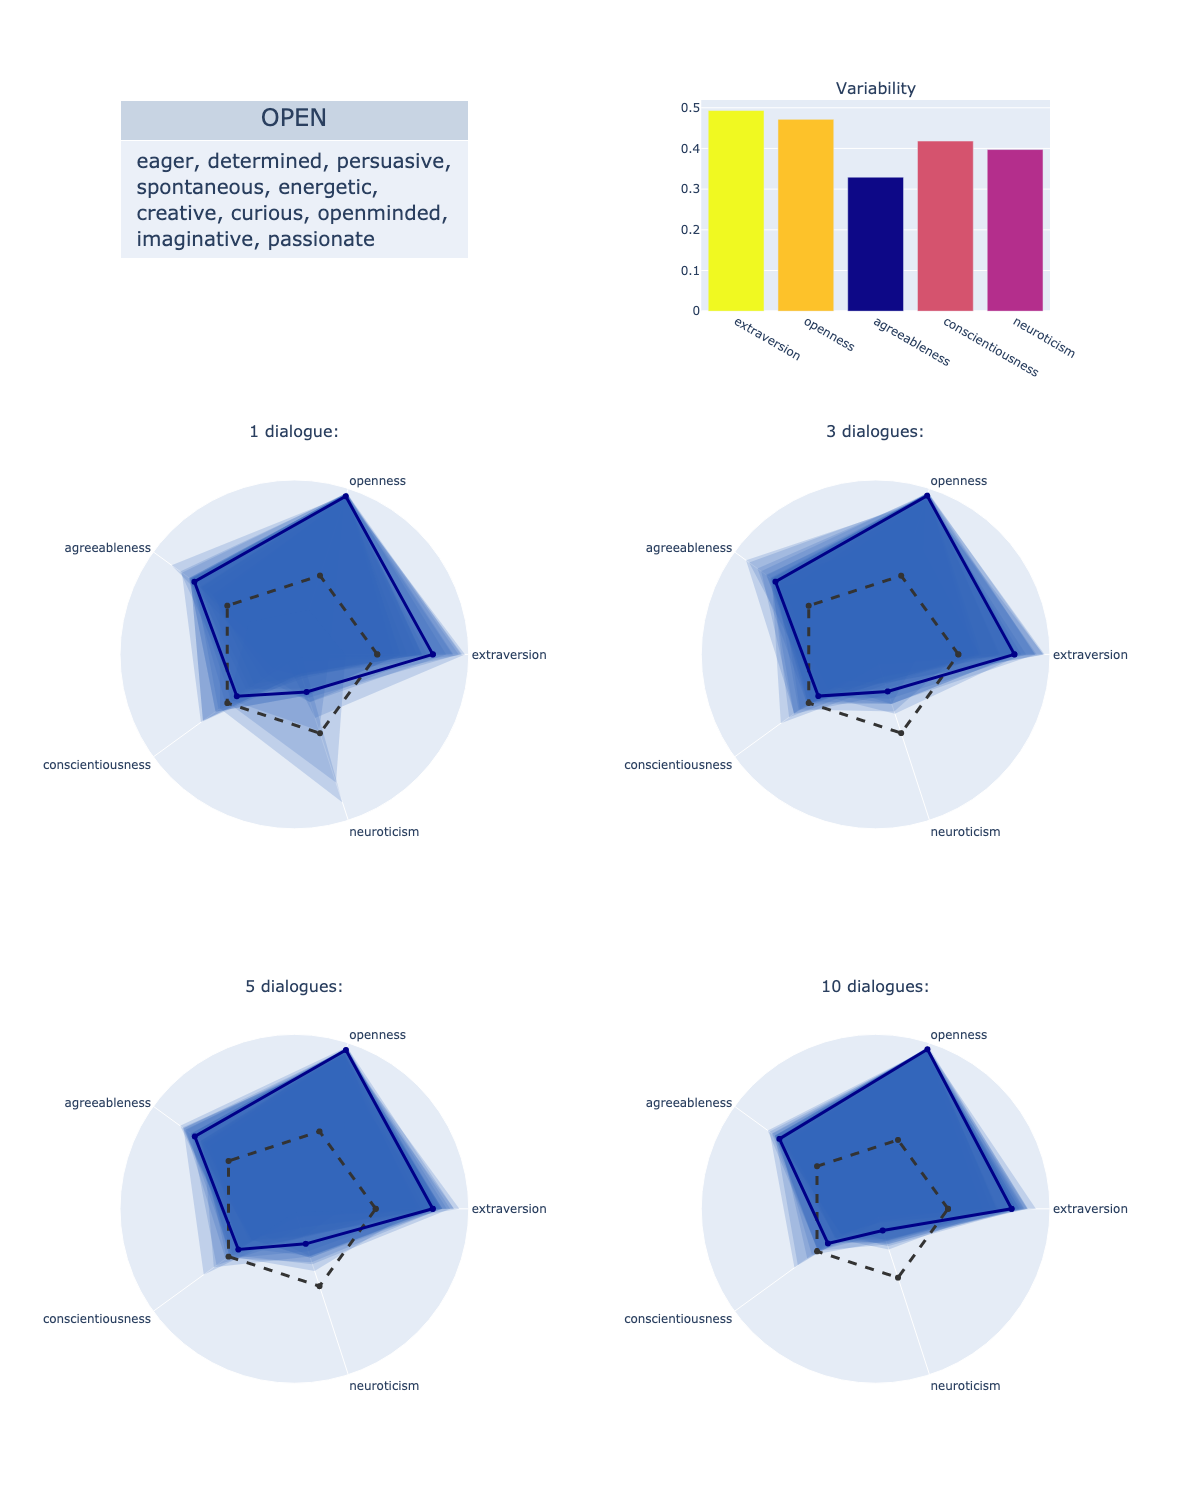 OPEN
eager, determined, persuasive,
spontaneous, energetic,
creative, curious, openminded,
imaginative, passionate
Variability
0.5
0.4
0.3
0.2
0.1
0
extraversion
openness
agreeableness
conscientiousness
neuroticism
1 dialogue:
openness
agreeableness
extraversion
conscientiousness
neuroticism
3 dialogues:
openness
agreeableness
extraversion
conscientiousness
neuroticism
5 dialogues:
openness
agreeableness
extraversion
conscientiousness
neuroticism
10 dialogues:
openness
agreeableness
extraversion
conscientiousness
neuroticism